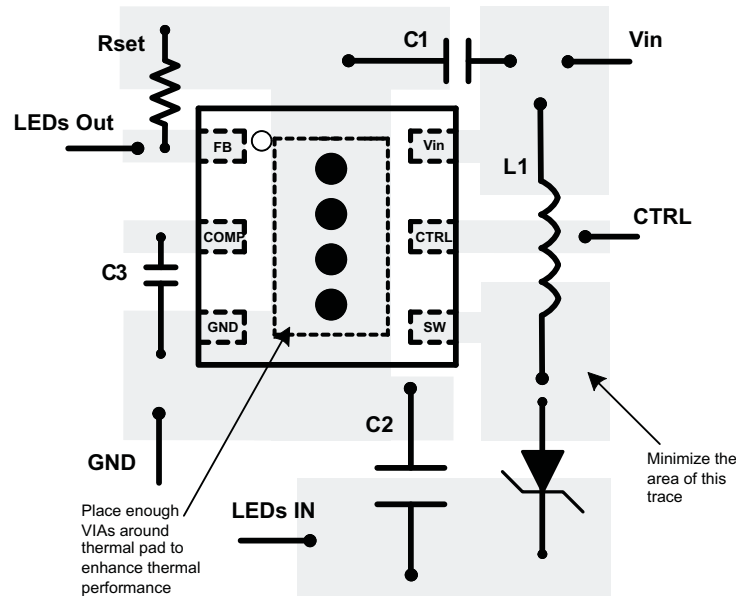 C1
Vin
Rset
LEDs Out
FB
Vin
L1
COMP
CTRL
CTRL
C3
GND
SW
C2
GND
Minimize the
area of this
trace
LEDs IN
Place enough
VIAs around
thermal pad to
enhance thermal
performance